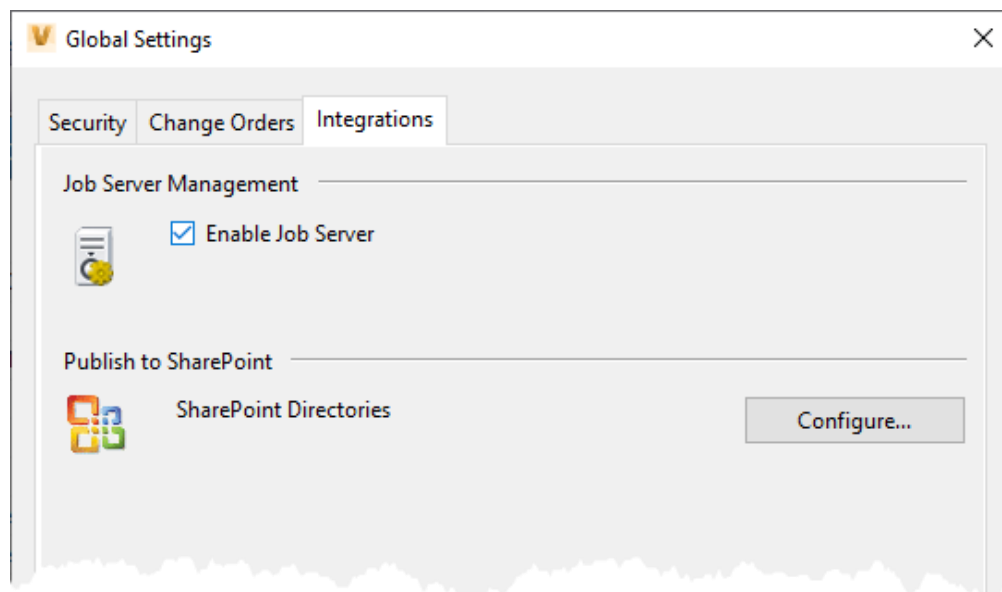 Global Settings
Security Change Orders Integrations
Job Server Management
Enable Job Server
Publish to SharePoint
SharePoint Directories
Configure...